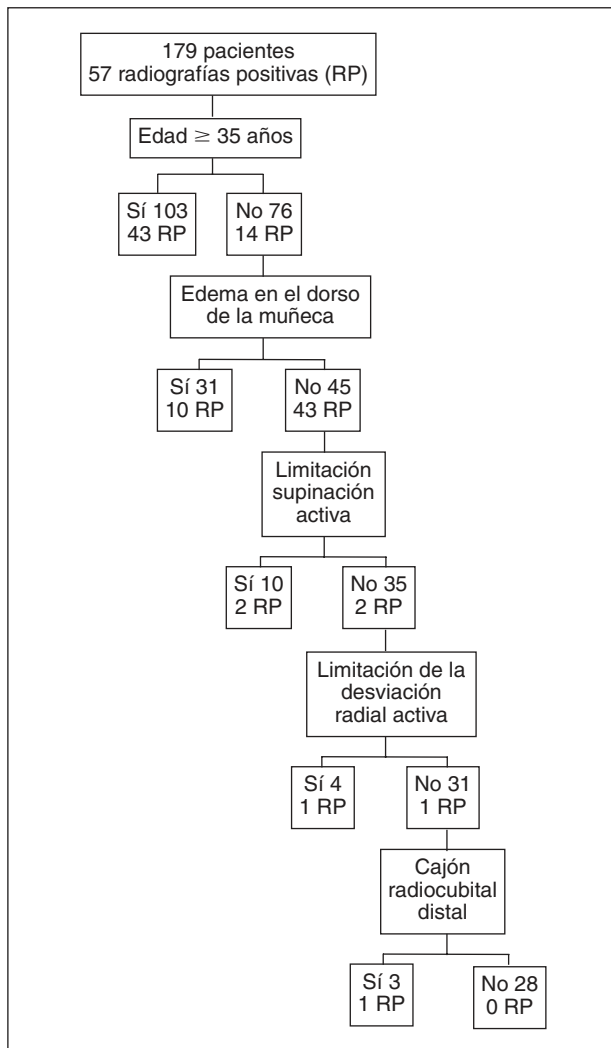 179 pacientes
57 radiografías positivas (RP)
Edad ≧ 35 años
Sí 103
43 RP
No 76
14 RP
Edema en el dorso
de la muñeca
Sí 31
10 RP
No 45
43 RP
Limitación
supinación
activa
Sí 10
2 RP
No 35
2 RP
Limitación de la
desviación
radial activa
Sí 4
1 RP
No 31
1 RP
Cajón
radiocubital
distal
Sí 3
1 RP
No 28
0 RP